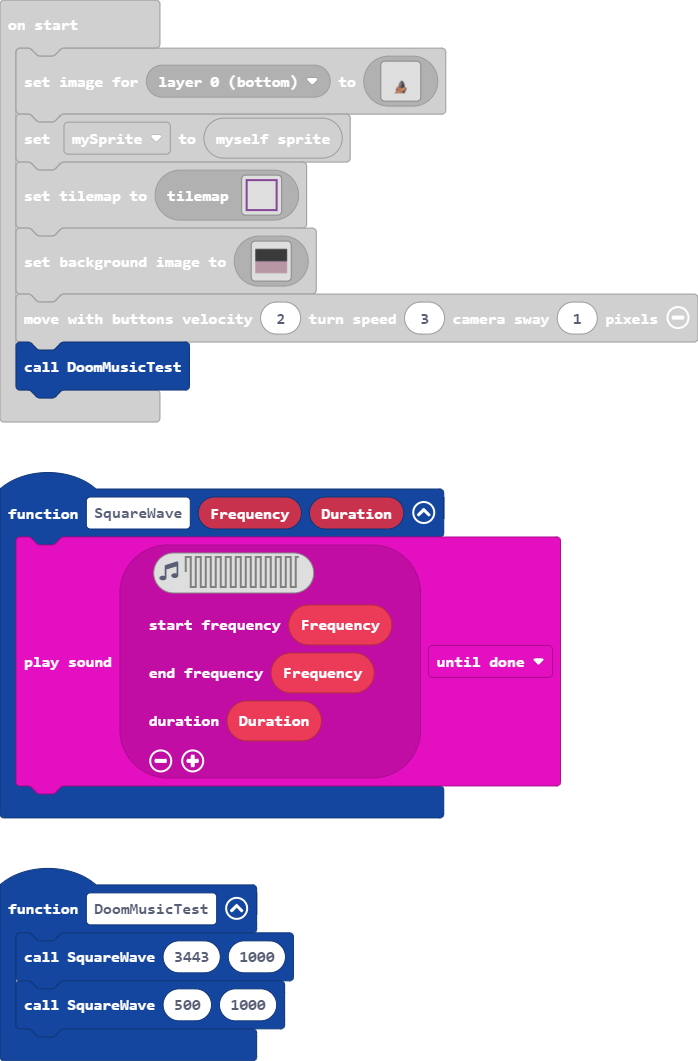 on start
set image for layer 0 (bottom) to
set mySprite to myself sprite
set tilemap to tilemap
set background image to
move with buttons velocity 2 turn speed 3 camera sway 1 pixels
call DoomMusicTest
function SquareWave Frequency Duration
start frequency Frequency
play sound until done
end frequency Frequency
duration Duration
function DoomMusicTest
call SquareWave 3443 1000
call SquareWave 500 1000